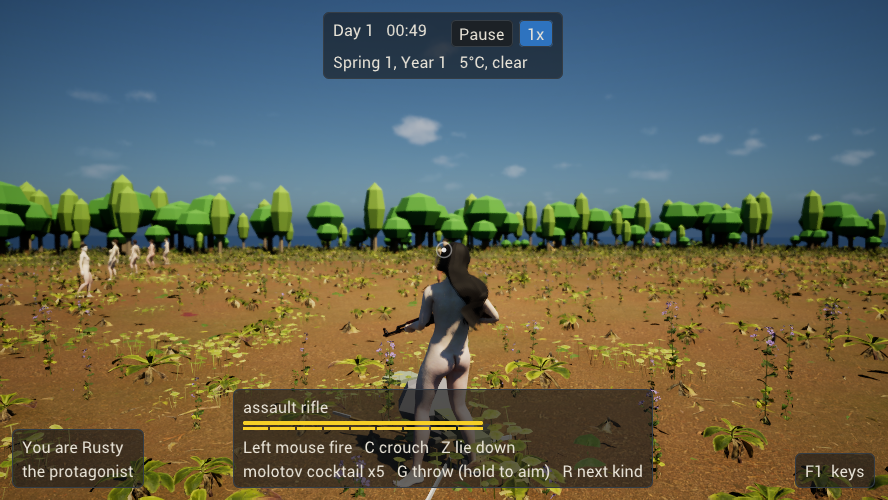 Day 1 00:49 Pause 1x
Spring 1, Year 1 5°C, clear
assault rifle
Left mouse fire C crouch Z lie down
molotov cocktail x5 G throw (hold to aim) R next kind
You are Rusty
the protagonist
F1 keys